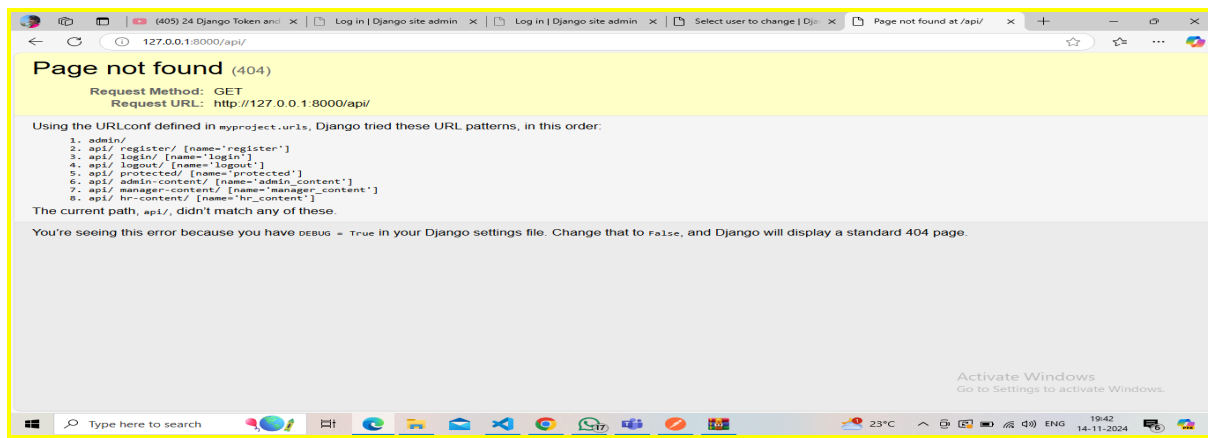 (405) 24 Django Token and
Log in | Django site admin
Log in | Django site admin
Select user to change | Dja
Page not found at /api/
127.0.0.1:8000/api/
Page not found (404)
Request Method: GET
Request URL: http://127.0.0.1:8000/api/
Using the URLconf defined in myproject.urls, Django tried these URL patterns, in this order:
1. admin/
2. api/ register/ [name='register']
3. api/ login/ [name='login']
4. api/ logout/ [name='logout']
5. api/ protected/ [name='protected']
6. api/ admin-content/ [name='admin_content']
7. api/ manager-content/ [name='manager_content']
8. api/ hr-content/ [name='hr_content']
The current path, api/, didn't match any of these.
You're seeing this error because you have DEBUG = True in your Django settings file. Change that to False, and Django will display a standard 404 page.
Activate Windows
Go to Settings to activate Windows.
Type here to search
17
23°C
ENG
19:42
14-11-2024
6